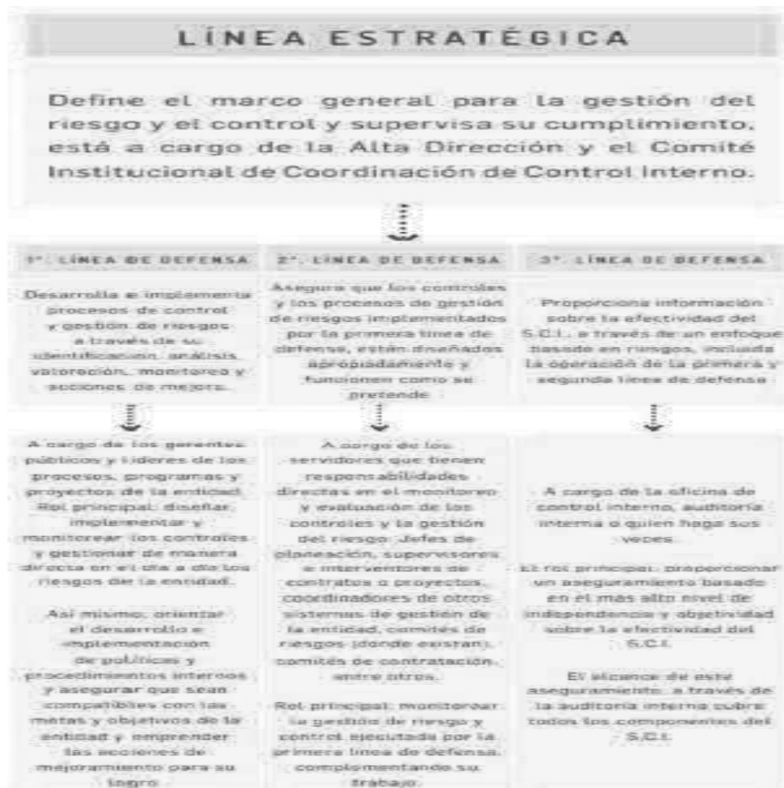 LÍNEA ESTRATÉGICA
Define el marco general para la gestión del
riesgo y el control y supervisa su cumplimiento,
está a cargo de la Alta Dirección y el Comité
Institucional de Coordinación de Control Interno.
1ª. LÍNEA DE DEFENSA
Desarrolla e implementa
procesos de control
y gestión de riesgos
a través de su
identificación, análisis,
valoración, monitoreo y
acciones de mejora.
A cargo de los gerentes
públicos y líderes de los
procesos, programas y
proyectos de la entidad.
Rol principal: diseñar,
implementar y
monitorear los controles
y gestionar de manera
directa en el día a día los
riesgos de la entidad.
Así mismo, orientar
el desarrollo e
implementación
de políticas y
procedimientos internos
y asegurar que sean
compatibles con las
metas y objetivos de la
entidad y emprender
las acciones de
mejoramiento para su
logro
2ª. LÍNEA DE DEFENSA
Asegura que los controles
y los procesos de gestión
de riesgos implementados
por la primera línea de
defensa, están diseñados
apropiadamente y
funcionen como se
pretende
A cargo de los
servidores que tienen
responsabilidades
directas en el monitoreo
y evaluación de los
controles y la gestión
del riesgo: Jefes de
planeación, supervisores
e interventores de
contratos o proyectos,
coordinadores de otros
sistemas de gestión de
la entidad, comités de
riesgos (donde existan),
comités de contratación,
entre otros.
Rol principal: monitorear
la gestión de riesgo y
control ejecutada por la
primera línea de defensa,
complementando su
trabajo.
3ª. LÍNEA DE DEFENSA
Proporciona información
sobre la efectividad del
S.C.I., a través de un enfoque
basado en riesgos, incluida
la operación de la primera y
segunda línea de defensa
A cargo de la oficina de
control interno, auditoría
interna o quien haga sus
veces.
El rol principal: proporcionar
un aseguramiento basado
en el más alto nivel de
independencia y objetividad
sobre la efectividad del
S.C.I.
El alcance de este
aseguramiento, a través de
la auditoría interna cubre
todos los componentes del
S.C.I.